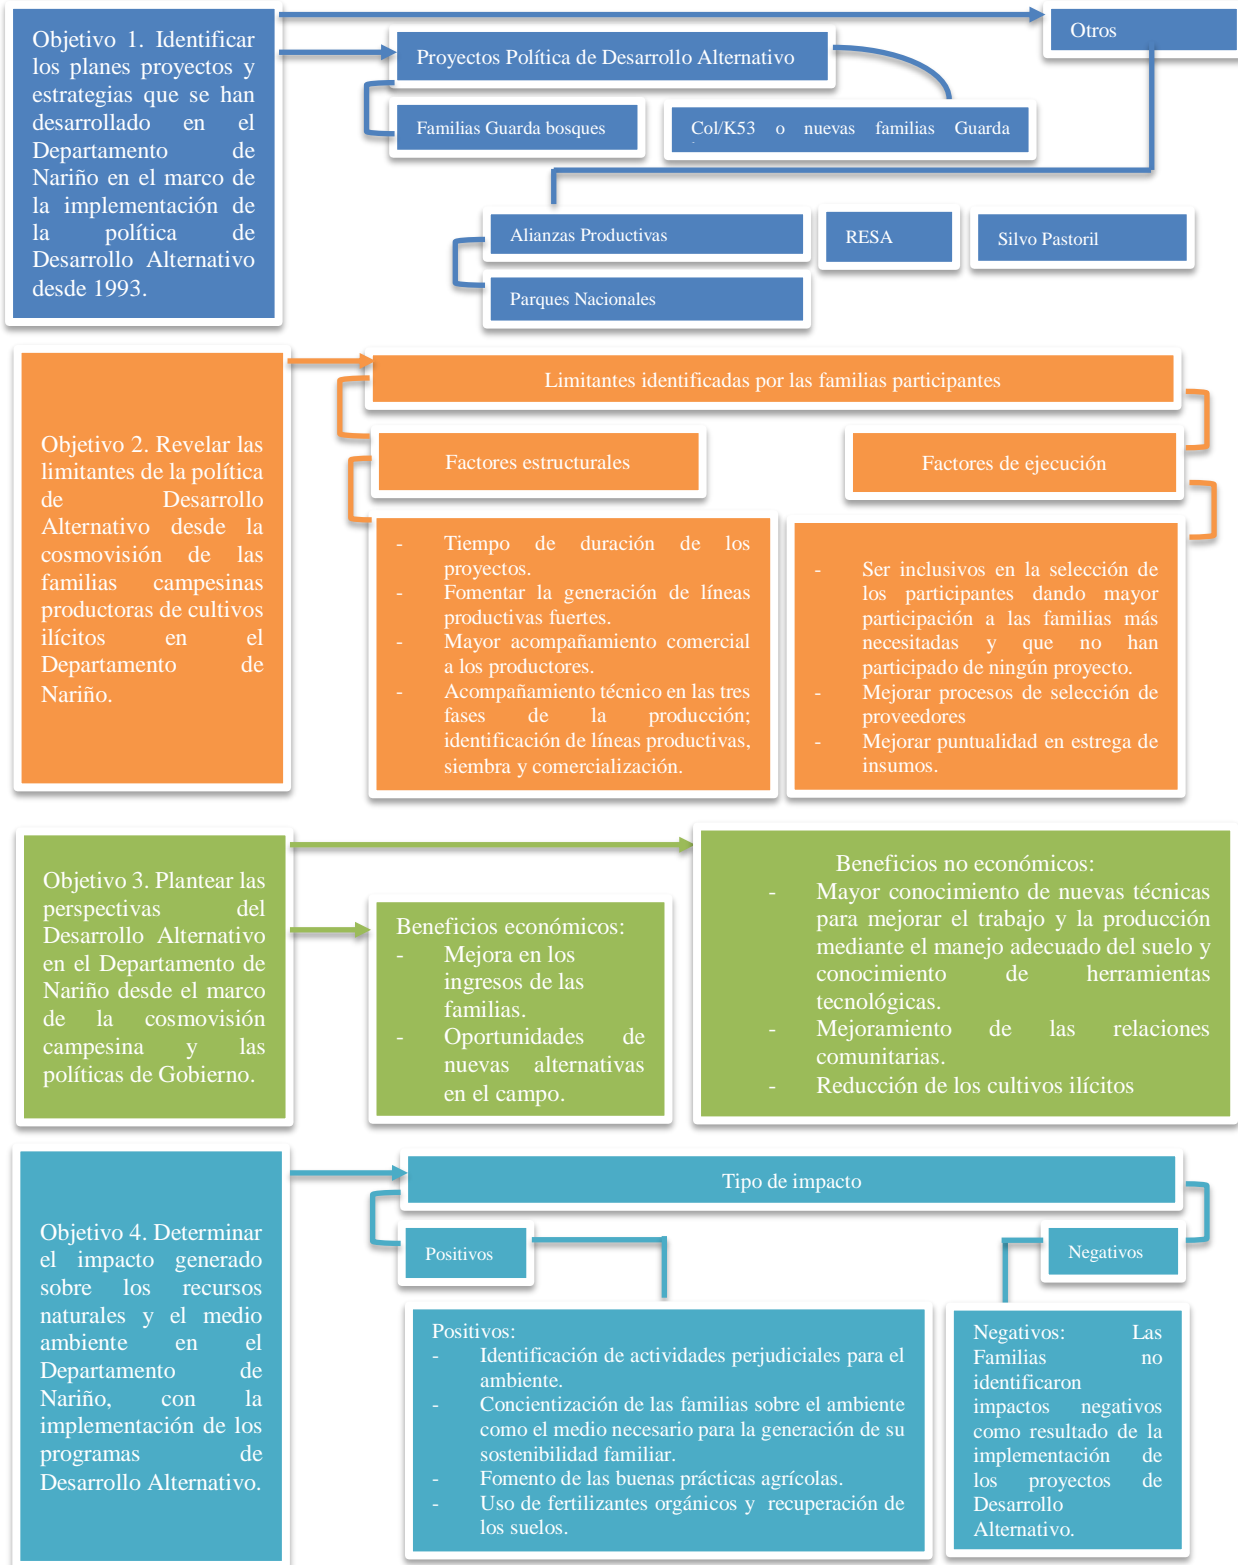 Objetivo 1. Identificar
los planes proyectos y
estrategias que se han
desarrollado en el
Departamento de
Nariño en el marco de
la implementación de
la política de
Desarrollo Alternativo
desde 1993.
Otros
Proyectos Política de Desarrollo Alternativo
Familias Guarda bosques
Col/K53 o nuevas familias Guarda
Alianzas Productivas
RESA
Silvo Pastoril
Parques Nacionales
Objetivo 2. Revelar las
limitantes de la política
de Desarrollo
Alternativo desde la
cosmovisión de las
familias campesinas
productoras de cultivos
ilícitos en el
Departamento de
Nariño.
Limitantes identificadas por las familias participantes
Factores estructurales
Factores de ejecución
- Tiempo de duración de los
proyectos.
- Fomentar la generación de líneas
productivas fuertes.
- Mayor acompañamiento comercial
a los productores.
- Acompañamiento técnico en las tres
fases de la producción;
identificación de líneas productivas,
siembra y comercialización.
- Ser inclusivos en la selección de
los participantes dando mayor
participación a las familias más
necesitadas y que no han
participado de ningún proyecto.
- Mejorar procesos de selección de
proveedores
- Mejorar puntualidad en estrega de
insumos.
Objetivo 3. Plantear las
perspectivas del
Desarrollo Alternativo
en el Departamento de
Nariño desde el marco
de la cosmovisión
campesina y las
políticas de Gobierno.
Beneficios económicos:
- Mejora en los
ingresos de las
familias.
- Oportunidades de
nuevas alternativas
en el campo.
Beneficios no económicos:
- Mayor conocimiento de nuevas técnicas
para mejorar el trabajo y la producción
mediante el manejo adecuado del suelo y
conocimiento de herramientas
tecnológicas.
- Mejoramiento de las relaciones
comunitarias.
- Reducción de los cultivos ilícitos
Objetivo 4. Determinar
el impacto generado
sobre los recursos
naturales y el medio
ambiente en el
Departamento de
Nariño, con la
implementación de los
programas de
Desarrollo Alternativo.
Tipo de impacto
Positivos
Negativos
Positivos:
- Identificación de actividades perjudiciales para el
ambiente.
- Concientización de las familias sobre el ambiente
como el medio necesario para la generación de su
sostenibilidad familiar.
- Fomento de las buenas prácticas agrícolas.
- Uso de fertilizantes orgánicos y recuperación de
los suelos.
Negativos: Las
Familias no
identificaron
impactos negativos
como resultado de la
implementación de
los proyectos de
Desarrollo
Alternativo.